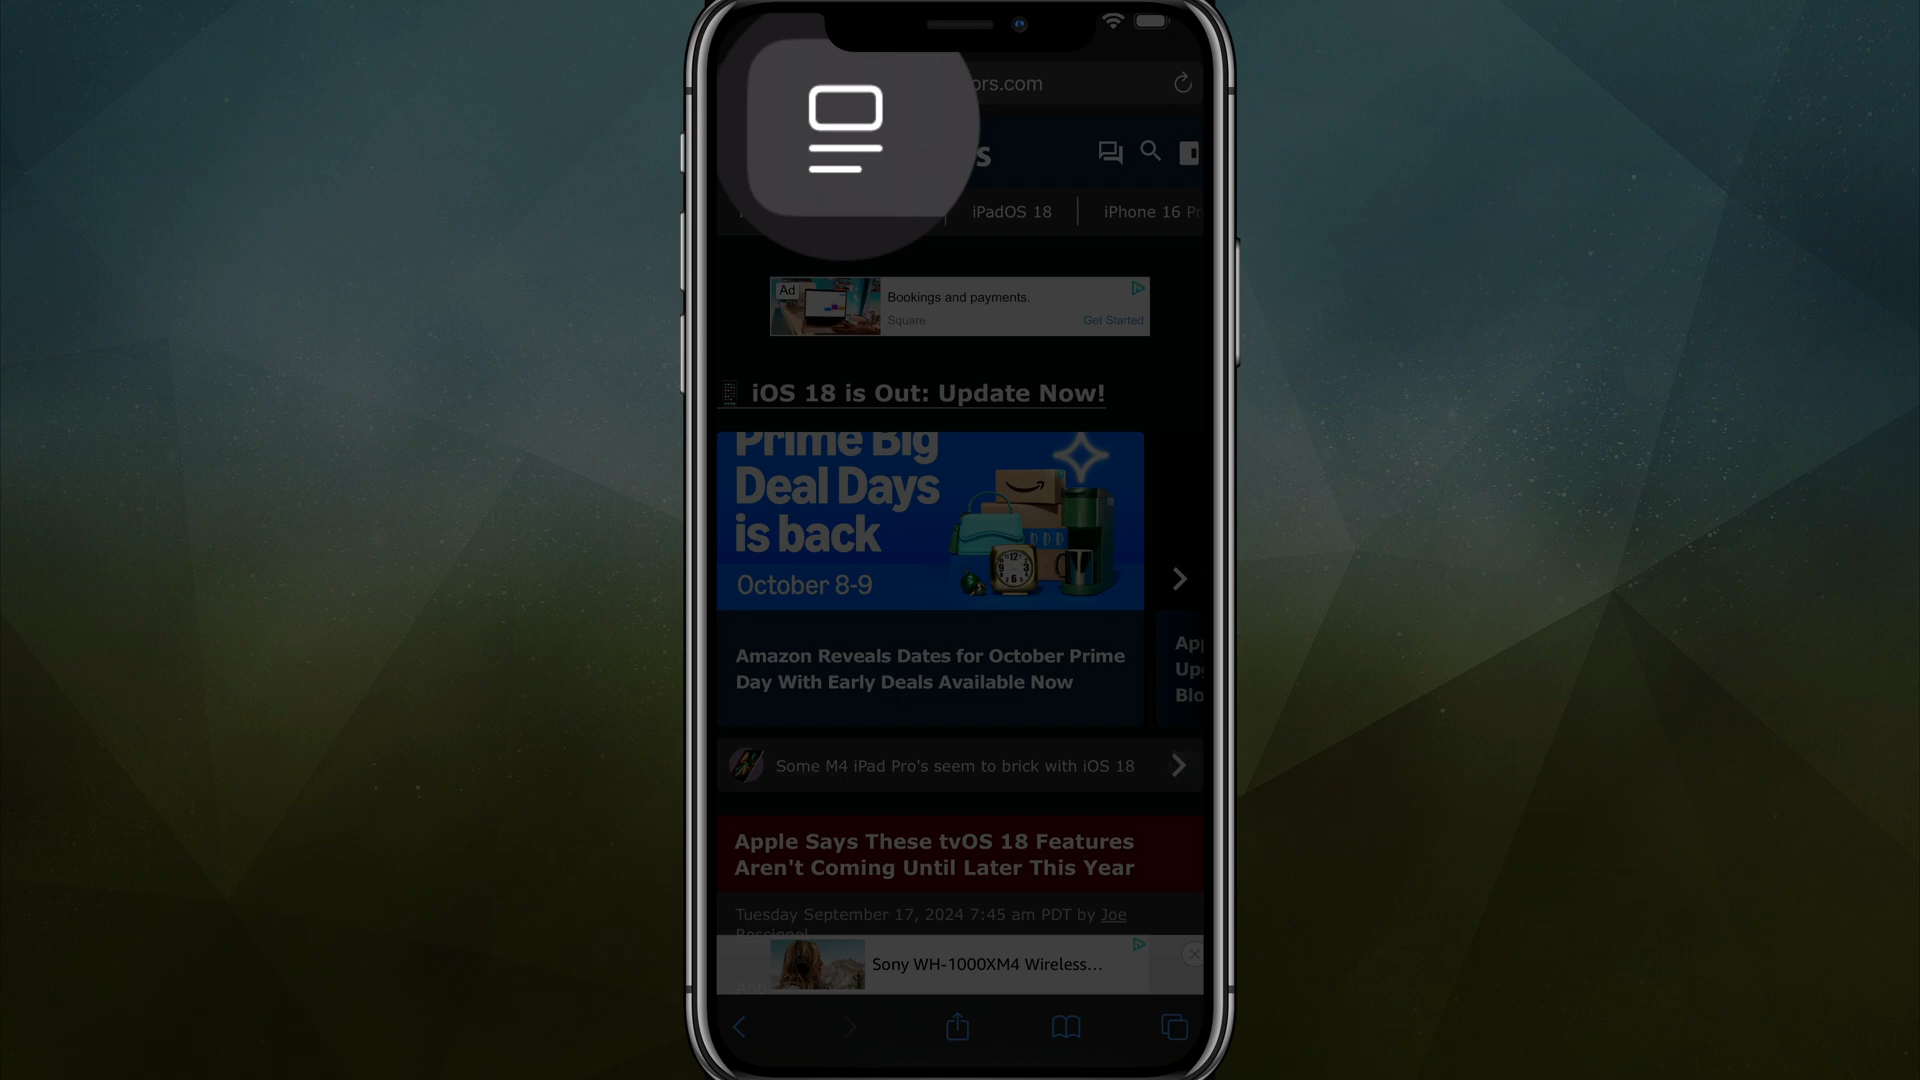 ors.com
s
iPadOS 18
iPhone 16 Pr
Ad
Bookings and payments.
Square
Get Started
iOS 18 is Out: Update Now!
Prime Big
Deal Days
is back
October 8-9
Amazon Reveals Dates for October Prime
Day With Early Deals Available Now
App
Upg
Blo
Some M4 iPad Pro's seem to brick with iOS 18
Apple Says These tvOS 18 Features
Aren't Coming Until Later This Year
Tuesday September 17, 2024 7:45 am PDT by Joe
Rossignol
Sony WH-1000XM4 Wireless...
Appl